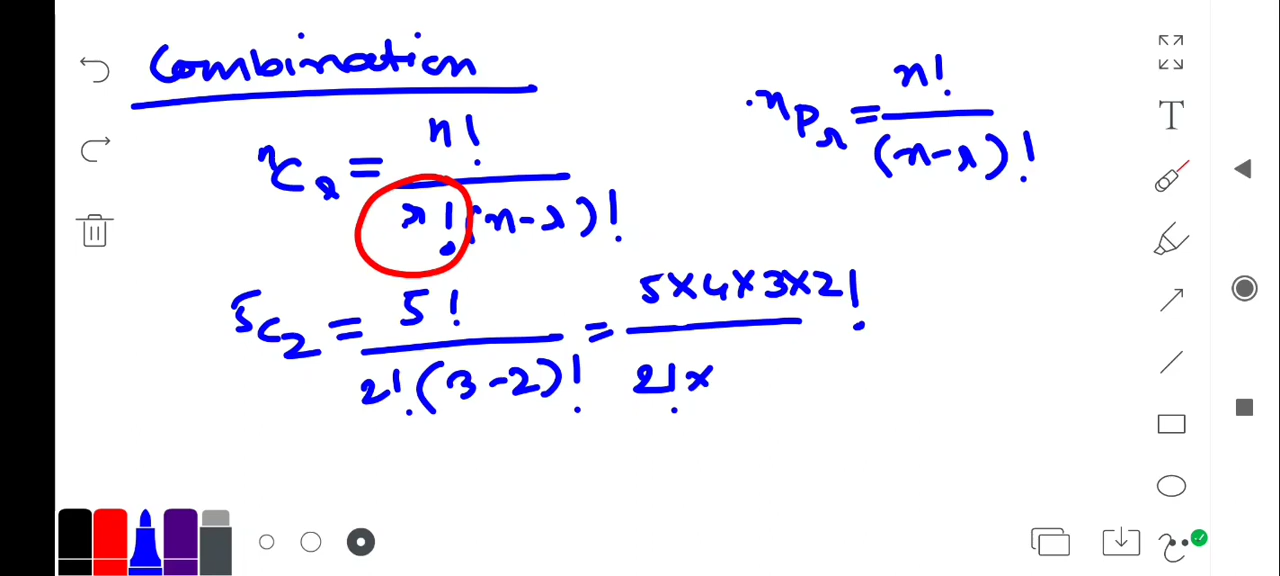 Combination
ⁿCᵣ = n! / r!(n-r)!
ⁿPᵣ = n! / (n-r)!
⁵C₂ = 5! / 2!(3-2)! = 5×4×3×2! / 2!×
T